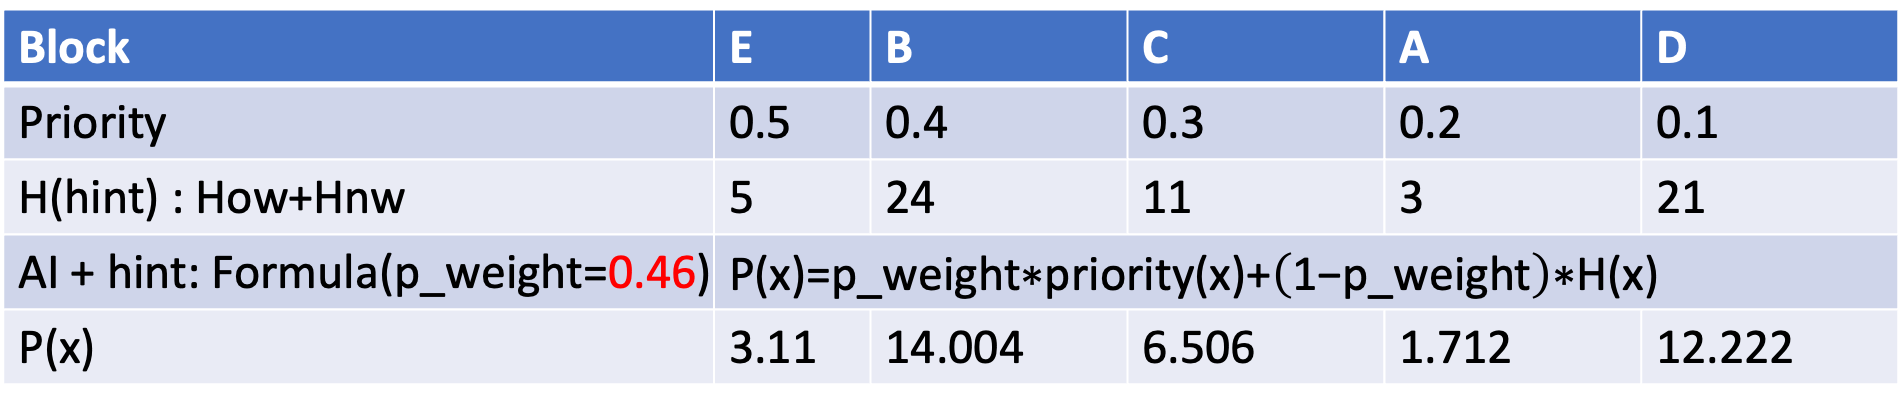 Block E B C A D
Priority 0.5 0.4 0.3 0.2 0.1
H(hint) : How+Hnw 5 24 11 3 21
AI + hint: Formula(p_weight=0.46) P(x)=p_weight∗priority(x)+(1−p_weight)∗H(x)
P(x) 3.11 14.004 6.506 1.712 12.222